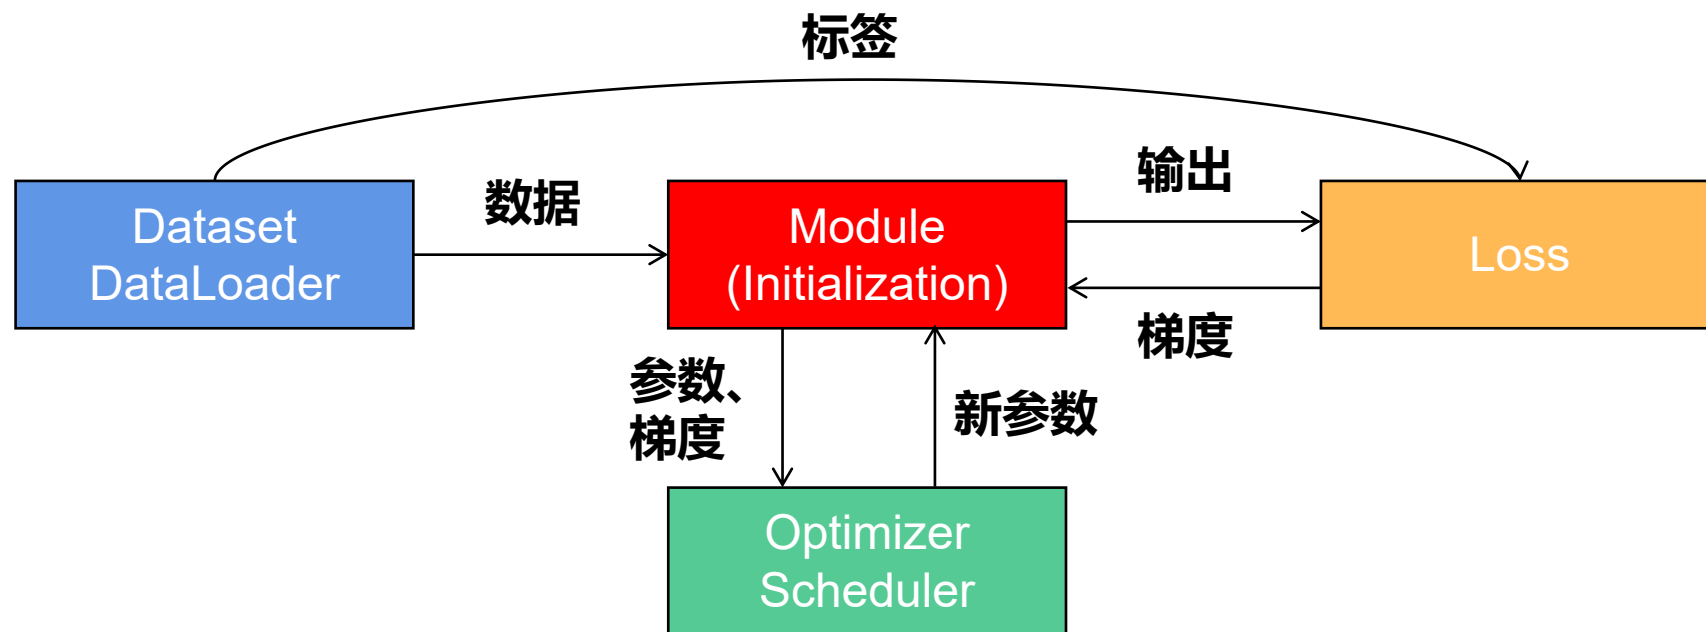 标签
数据
输出
Dataset
DataLoader
Module
(Initialization)
Loss
梯度
参数、
梯度
新参数
Optimizer
Scheduler